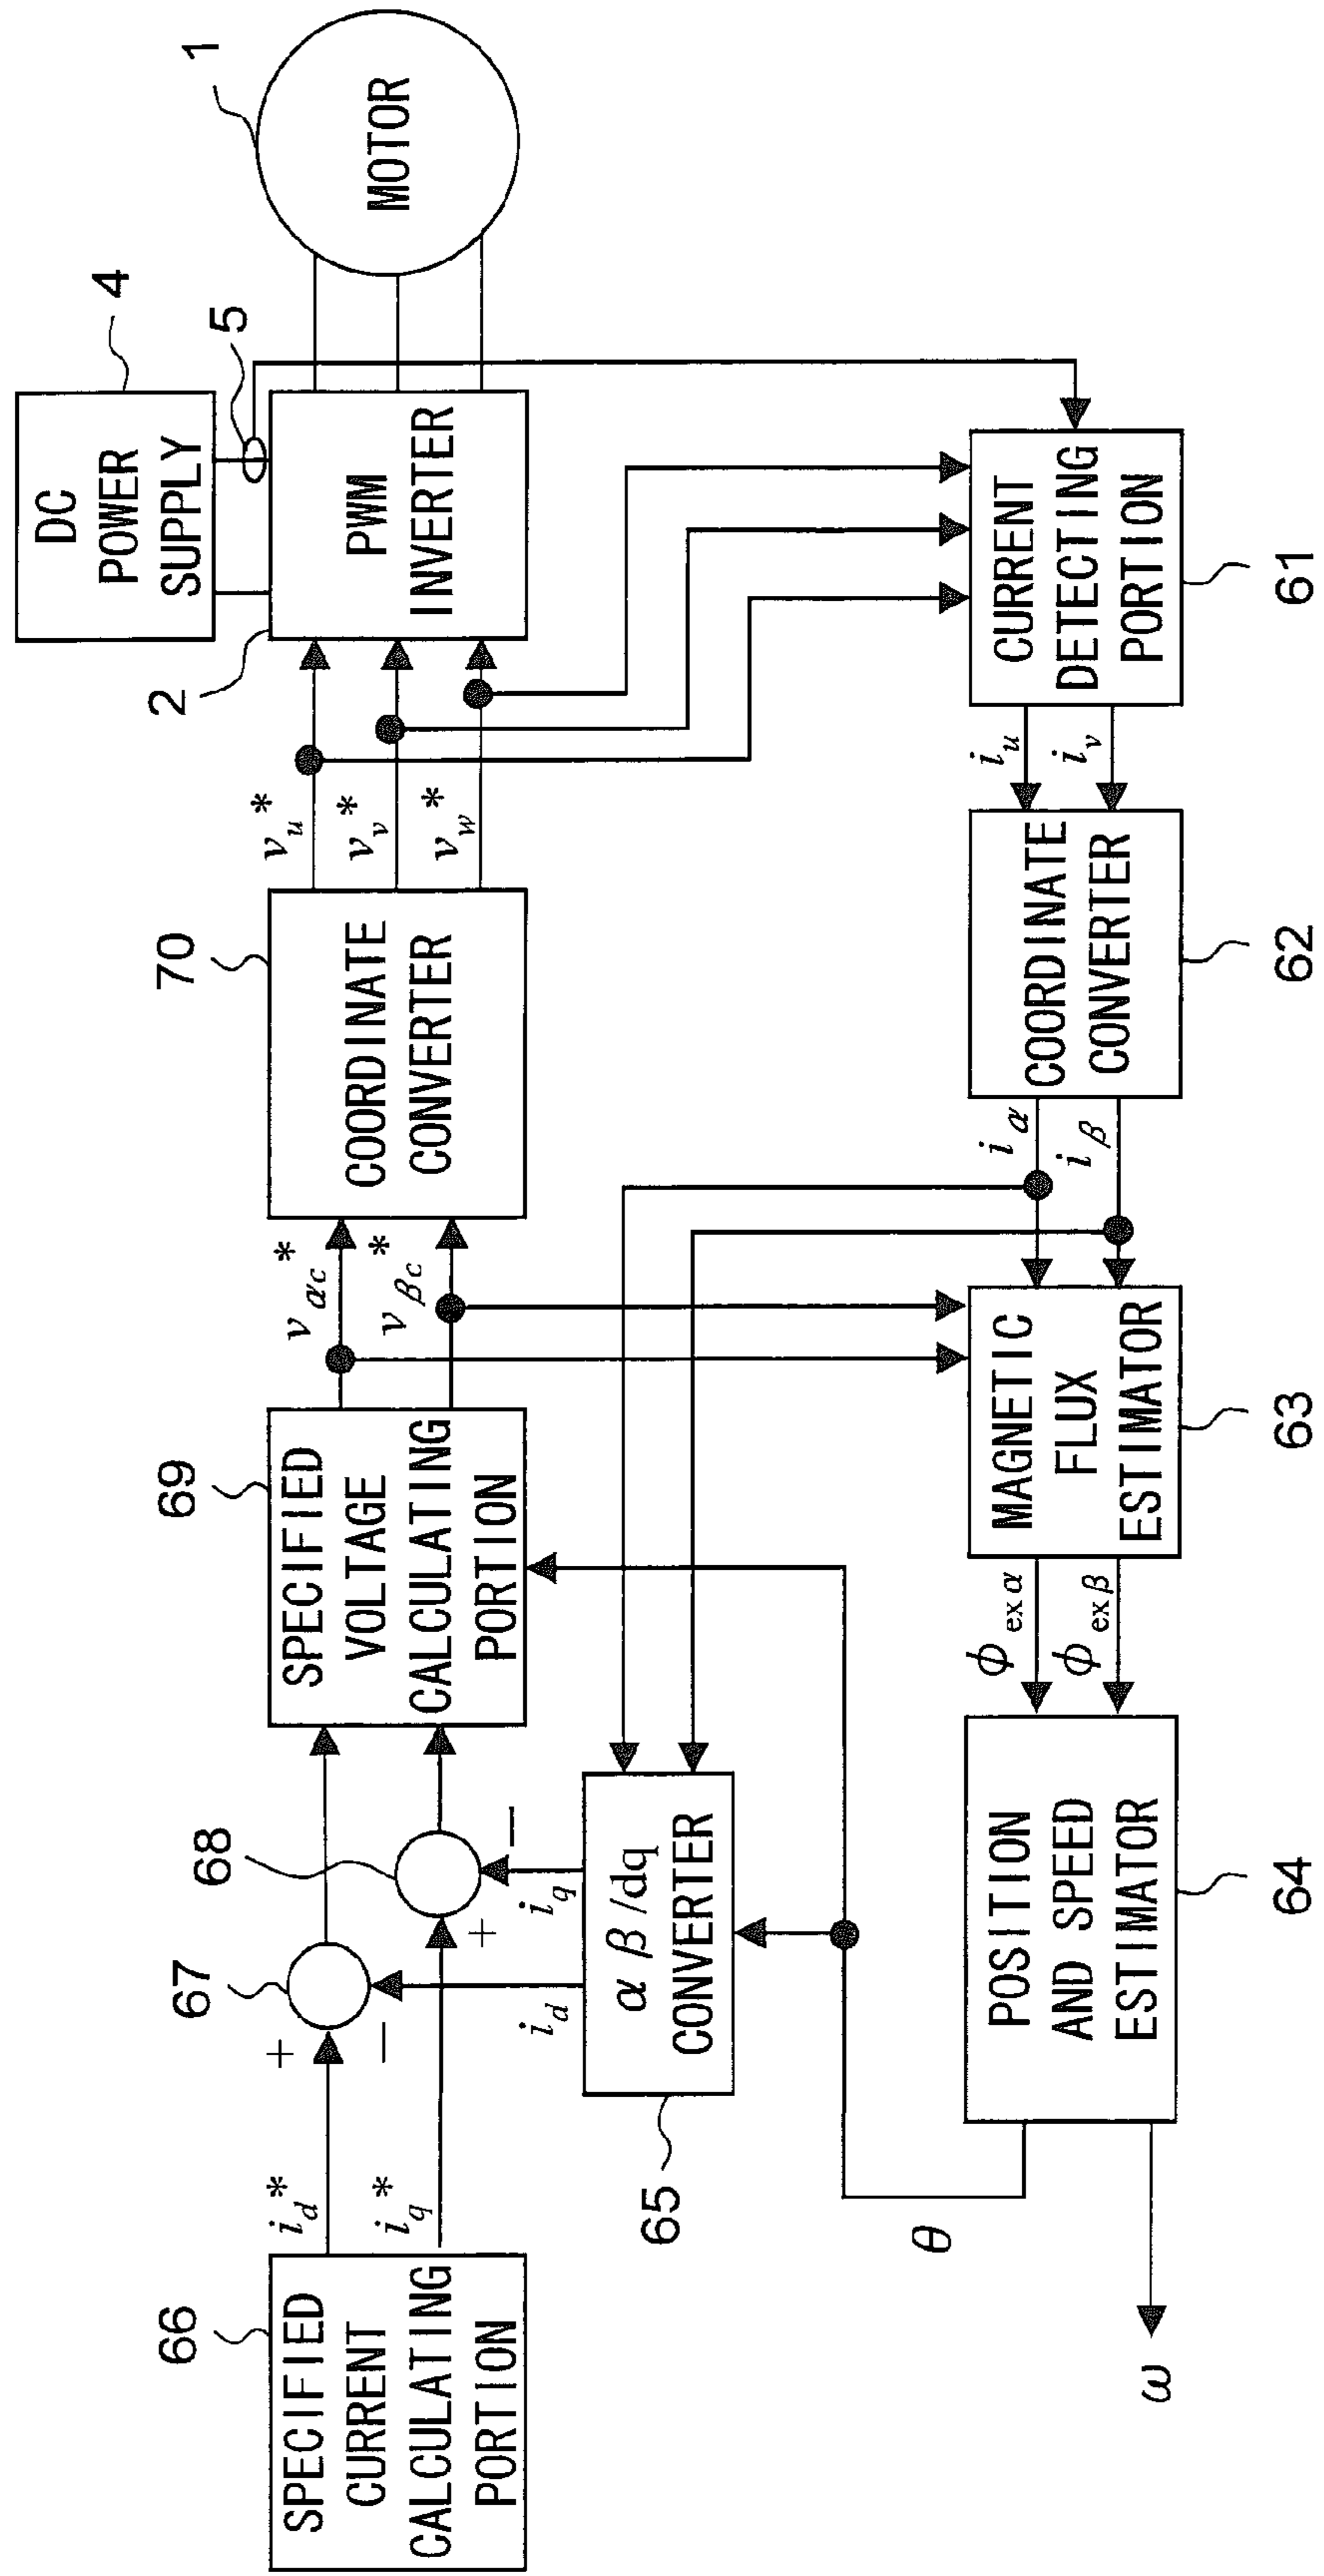 1
MOTOR
4
DC
POWER
SUPPLY
5
2
PWM
INVERTER
v_u*
v_v*
v_w*
70
COORDINATE
CONVERTER
v_αc*
v_βc*
69
SPECIFIED
VOLTAGE
CALCULATING
PORTION
68
+
−
67
+
−
i_d*
i_q*
66
SPECIFIED
CURRENT
CALCULATING
PORTION
i_q
i_d
αβ/dq
CONVERTER
65
CURRENT
DETECTING
PORTION
61
i_u
i_v
COORDINATE
CONVERTER
62
i_α
i_β
MAGNETIC
FLUX
ESTIMATOR
63
ϕ_exα
ϕ_exβ
POSITION
AND SPEED
ESTIMATOR
64
θ
ω